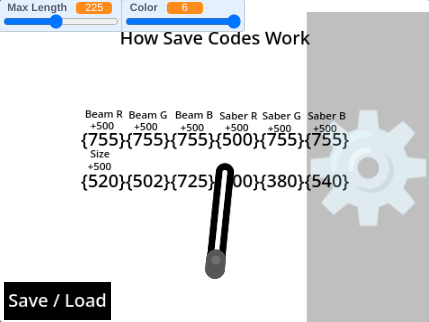 Max Length 225 Color 6
How Save Codes Work
Beam R Beam G Beam B Saber R Saber G Saber B
+500 +500 +500 +500 +500 +500
{755}{755}{755}{500}{755}{755}
Size
+500
{520}{502}{725} 00}{380}{540}
Save / Load